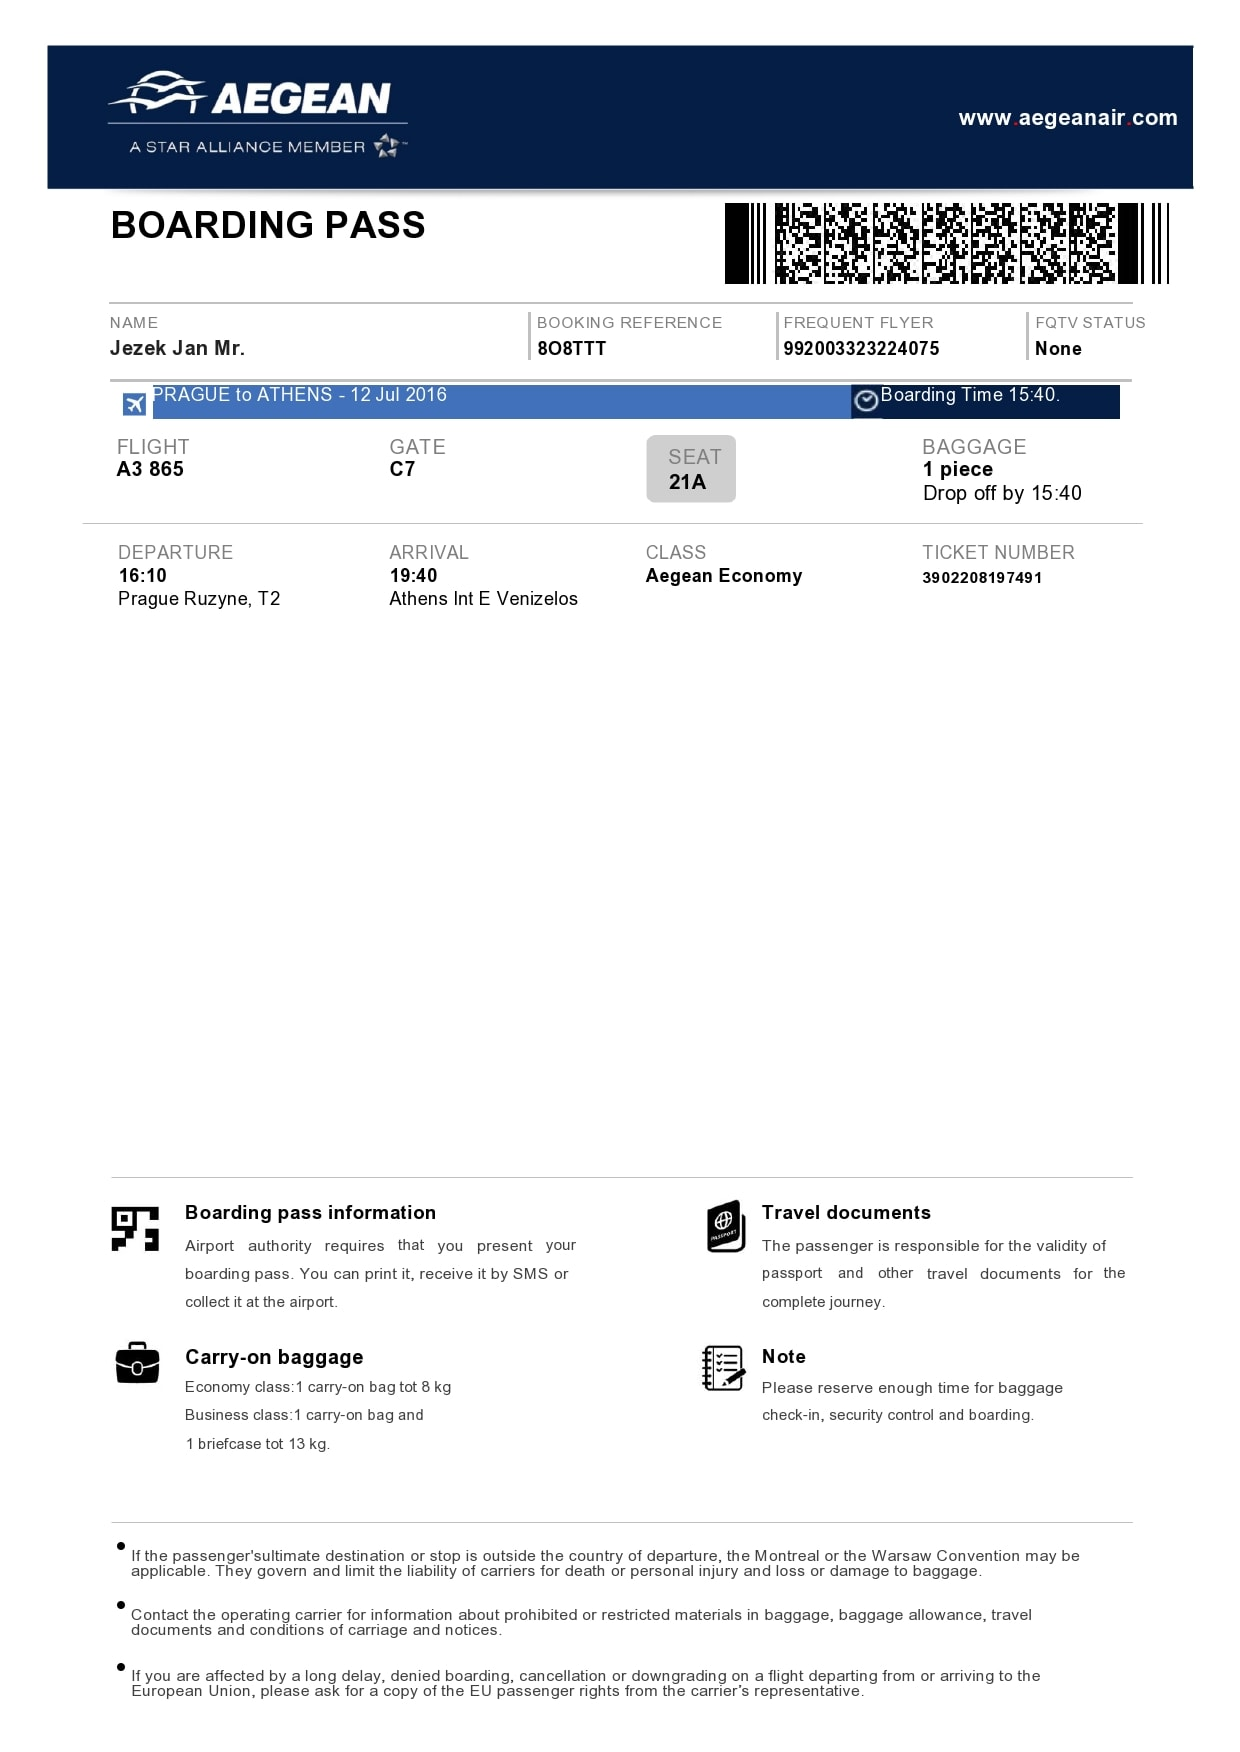 AEGEAN
A STAR ALLIANCE MEMBER ™
www.aegeanair.com
BOARDING PASS
NAME BOOKING REFERENCE FREQUENT FLYER FQTV STATUS
Jezek Jan Mr. 8O8TTT 992003323224075 None
PRAGUE to ATHENS - 12 Jul 2016 Boarding Time 15:40.
FLIGHT GATE SEAT BAGGAGE
A3 865 C7 21A 1 piece
Drop off by 15:40
DEPARTURE ARRIVAL CLASS TICKET NUMBER
16:10 19:40 Aegean Economy 3902208197491
Prague Ruzyne, T2 Athens Int E Venizelos
Boarding pass information
Airport authority requires that you present your
boarding pass. You can print it, receive it by SMS or
collect it at the airport.
PASSPORT
Travel documents
The passenger is responsible for the validity of
passport and other travel documents for the
complete journey.
Carry-on baggage
Economy class:1 carry-on bag tot 8 kg
Business class:1 carry-on bag and
1 briefcase tot 13 kg.
Note
Please reserve enough time for baggage
check-in, security control and boarding.
• If the passenger'sultimate destination or stop is outside the country of departure, the Montreal or the Warsaw Convention may be
applicable. They govern and limit the liability of carriers for death or personal injury and loss or damage to baggage.
• Contact the operating carrier for information about prohibited or restricted materials in baggage, baggage allowance, travel
documents and conditions of carriage and notices.
• If you are affected by a long delay, denied boarding, cancellation or downgrading on a flight departing from or arriving to the
European Union, please ask for a copy of the EU passenger rights from the carrier's representative.